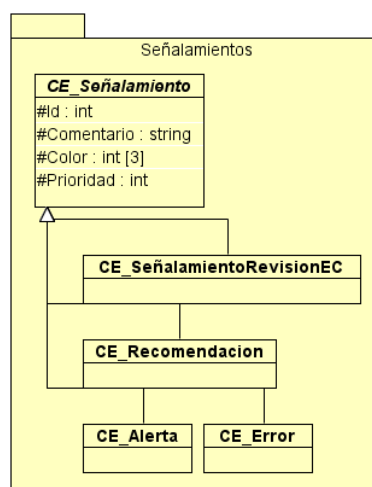 Señalamientos
CE_Señalamiento
#Id : int
#Comentario : string
#Color : int [3]
#Prioridad : int
CE_SeñalamientoRevisionEC
CE_Recomendacion
CE_Alerta
CE_Error